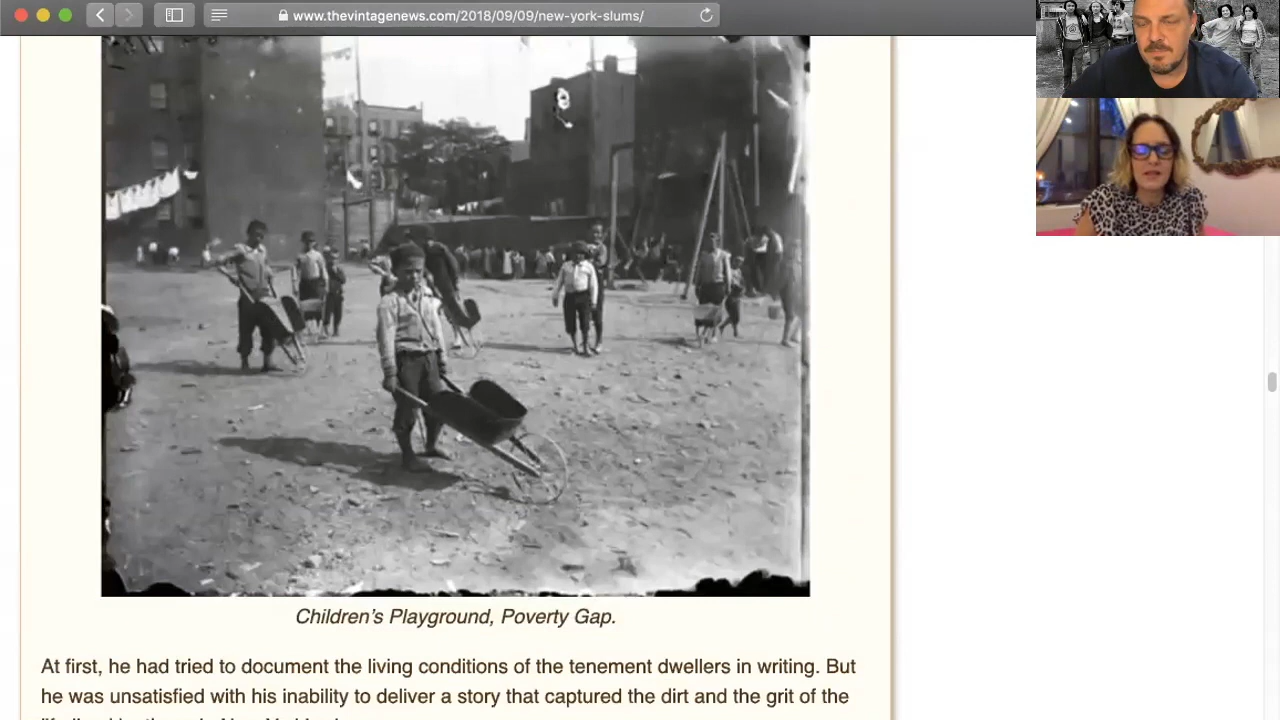 www.thevintagenews.com/2018/09/09/new-york-slums/
Children's Playground, Poverty Gap.
At first, he had tried to document the living conditions of the tenement dwellers in writing. But
he was unsatisfied with his inability to deliver a story that captured the dirt and the grit of the